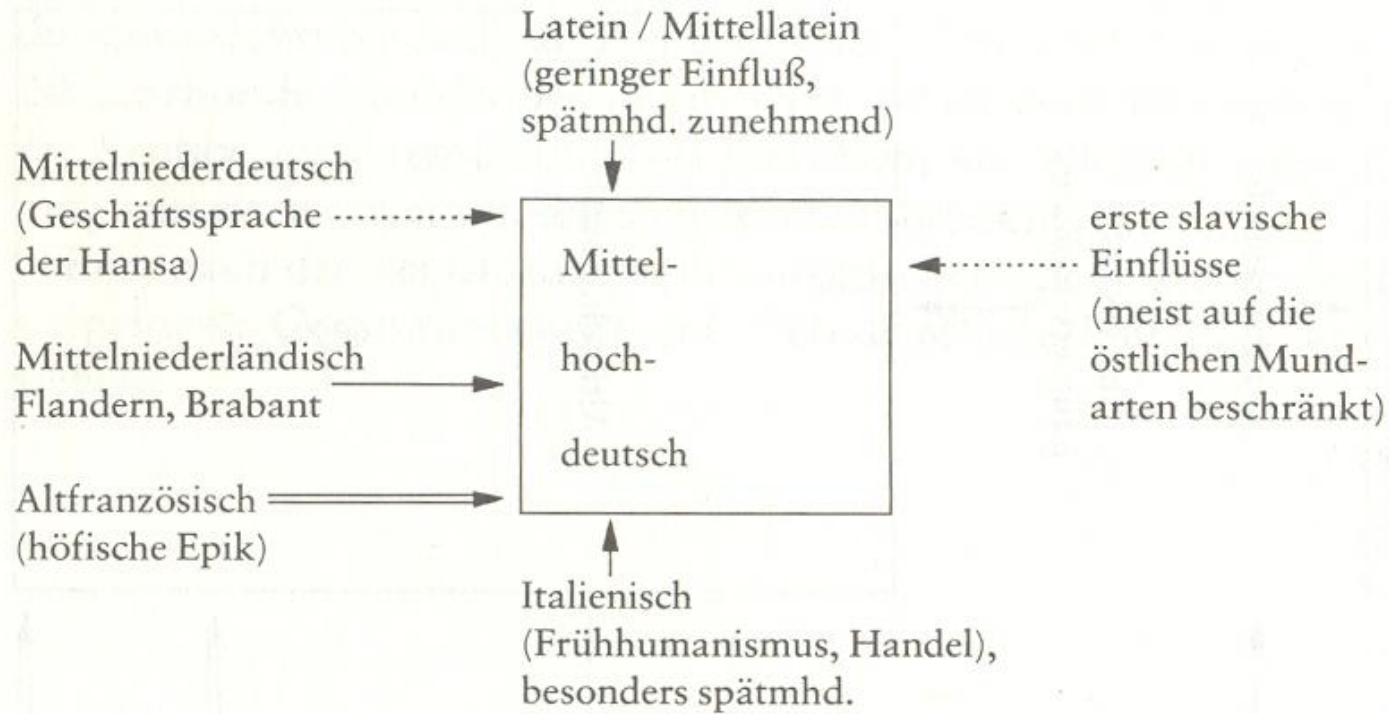 Latein / Mittellatein
(geringer Einfluß,
spätmhd. zunehmend)
Mittelniederdeutsch
(Geschäftssprache
der Hansa)
Mittelniederländisch
Flandern, Brabant
Altfranzösisch
(höfische Epik)
Mittel-
hoch-
deutsch
erste slavische
Einflüsse
(meist auf die
östlichen Mund-
arten beschränkt)
Italienisch
(Frühhumanismus, Handel),
besonders spätmhd.